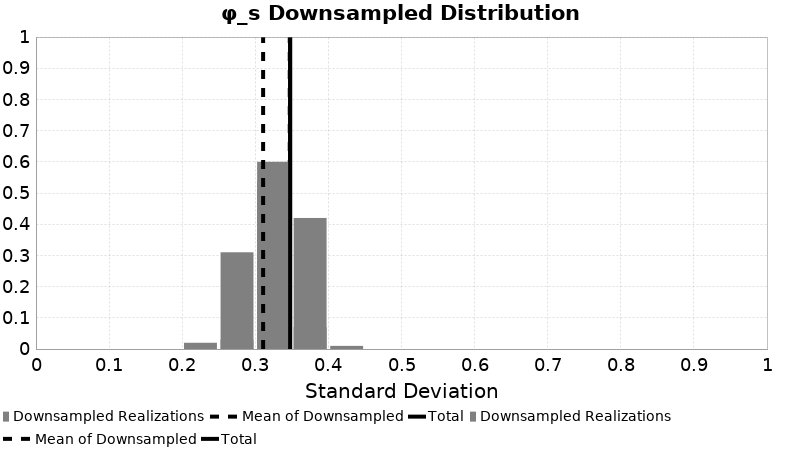 φ_s Downsampled Distribution
1
0.9
0.8
0.7
0.6
0.5
0.4
0.3
0.2
0.1
0
0 0.1 0.2 0.3 0.4 0.5 0.6 0.7 0.8 0.9 1
Standard Deviation
Downsampled Realizations Mean of Downsampled Total Downsampled Realizations
Mean of Downsampled Total